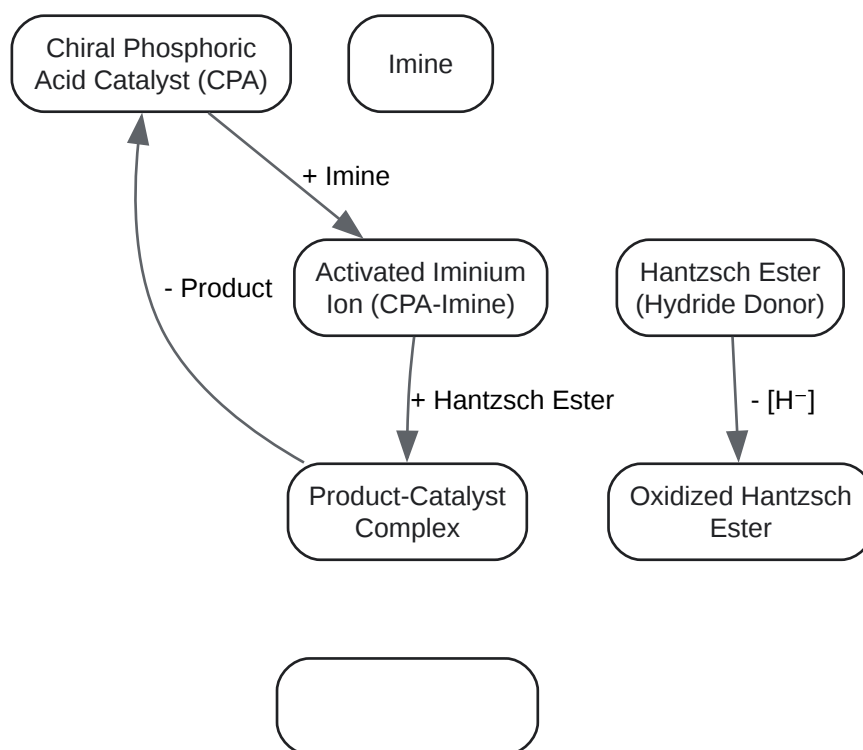 Chiral Phosphoric
Acid Catalyst (CPA)
Imine
+ Imine
Activated Iminium
Ion (CPA-Imine)
Hantzsch Ester
(Hydride Donor)
- Product
+ Hantzsch Ester
- [H⁻]
Product-Catalyst
Complex
Oxidized Hantzsch
Ester